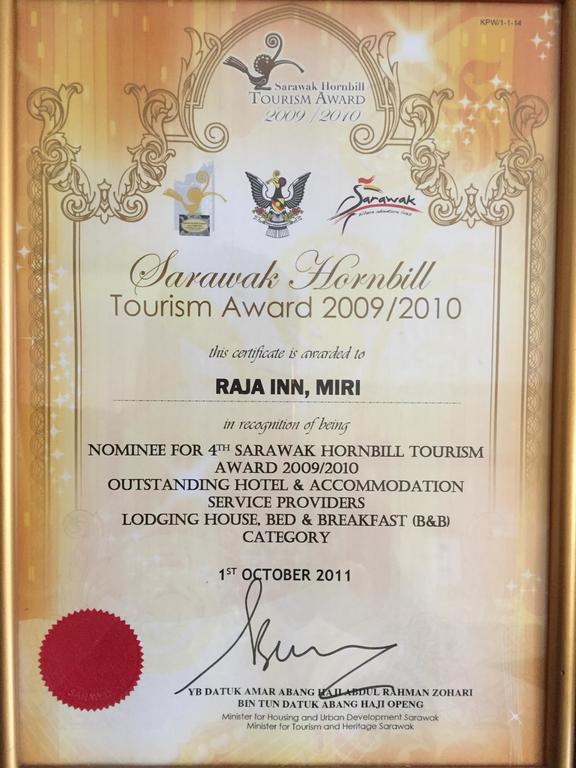 KPW/1-1-14
Sarawak Hornbill
TOURISM AWARD
2009/2010
Sarawak
Sarawak Hornbill
Tourism Award 2009/2010
this certificate is awarded to
RAJA INN, MIRI
in recognition of being
NOMINEE FOR 4TH SARAWAK HORNBILL TOURISM
AWARD 2009/2010
OUTSTANDING HOTEL & ACCOMMODATION
SERVICE PROVIDERS
LODGING HOUSE, BED & BREAKFAST (B&B)
CATEGORY
1ST OCTOBER 2011
YB DATUK AMAR ABANG HAJI ABDUL RAHMAN ZOHARI
BIN TUN DATUK ABANG HAJI OPENG
Minister for Housing and Urban Development Sarawak
Minister for Tourism and Heritage Sarawak